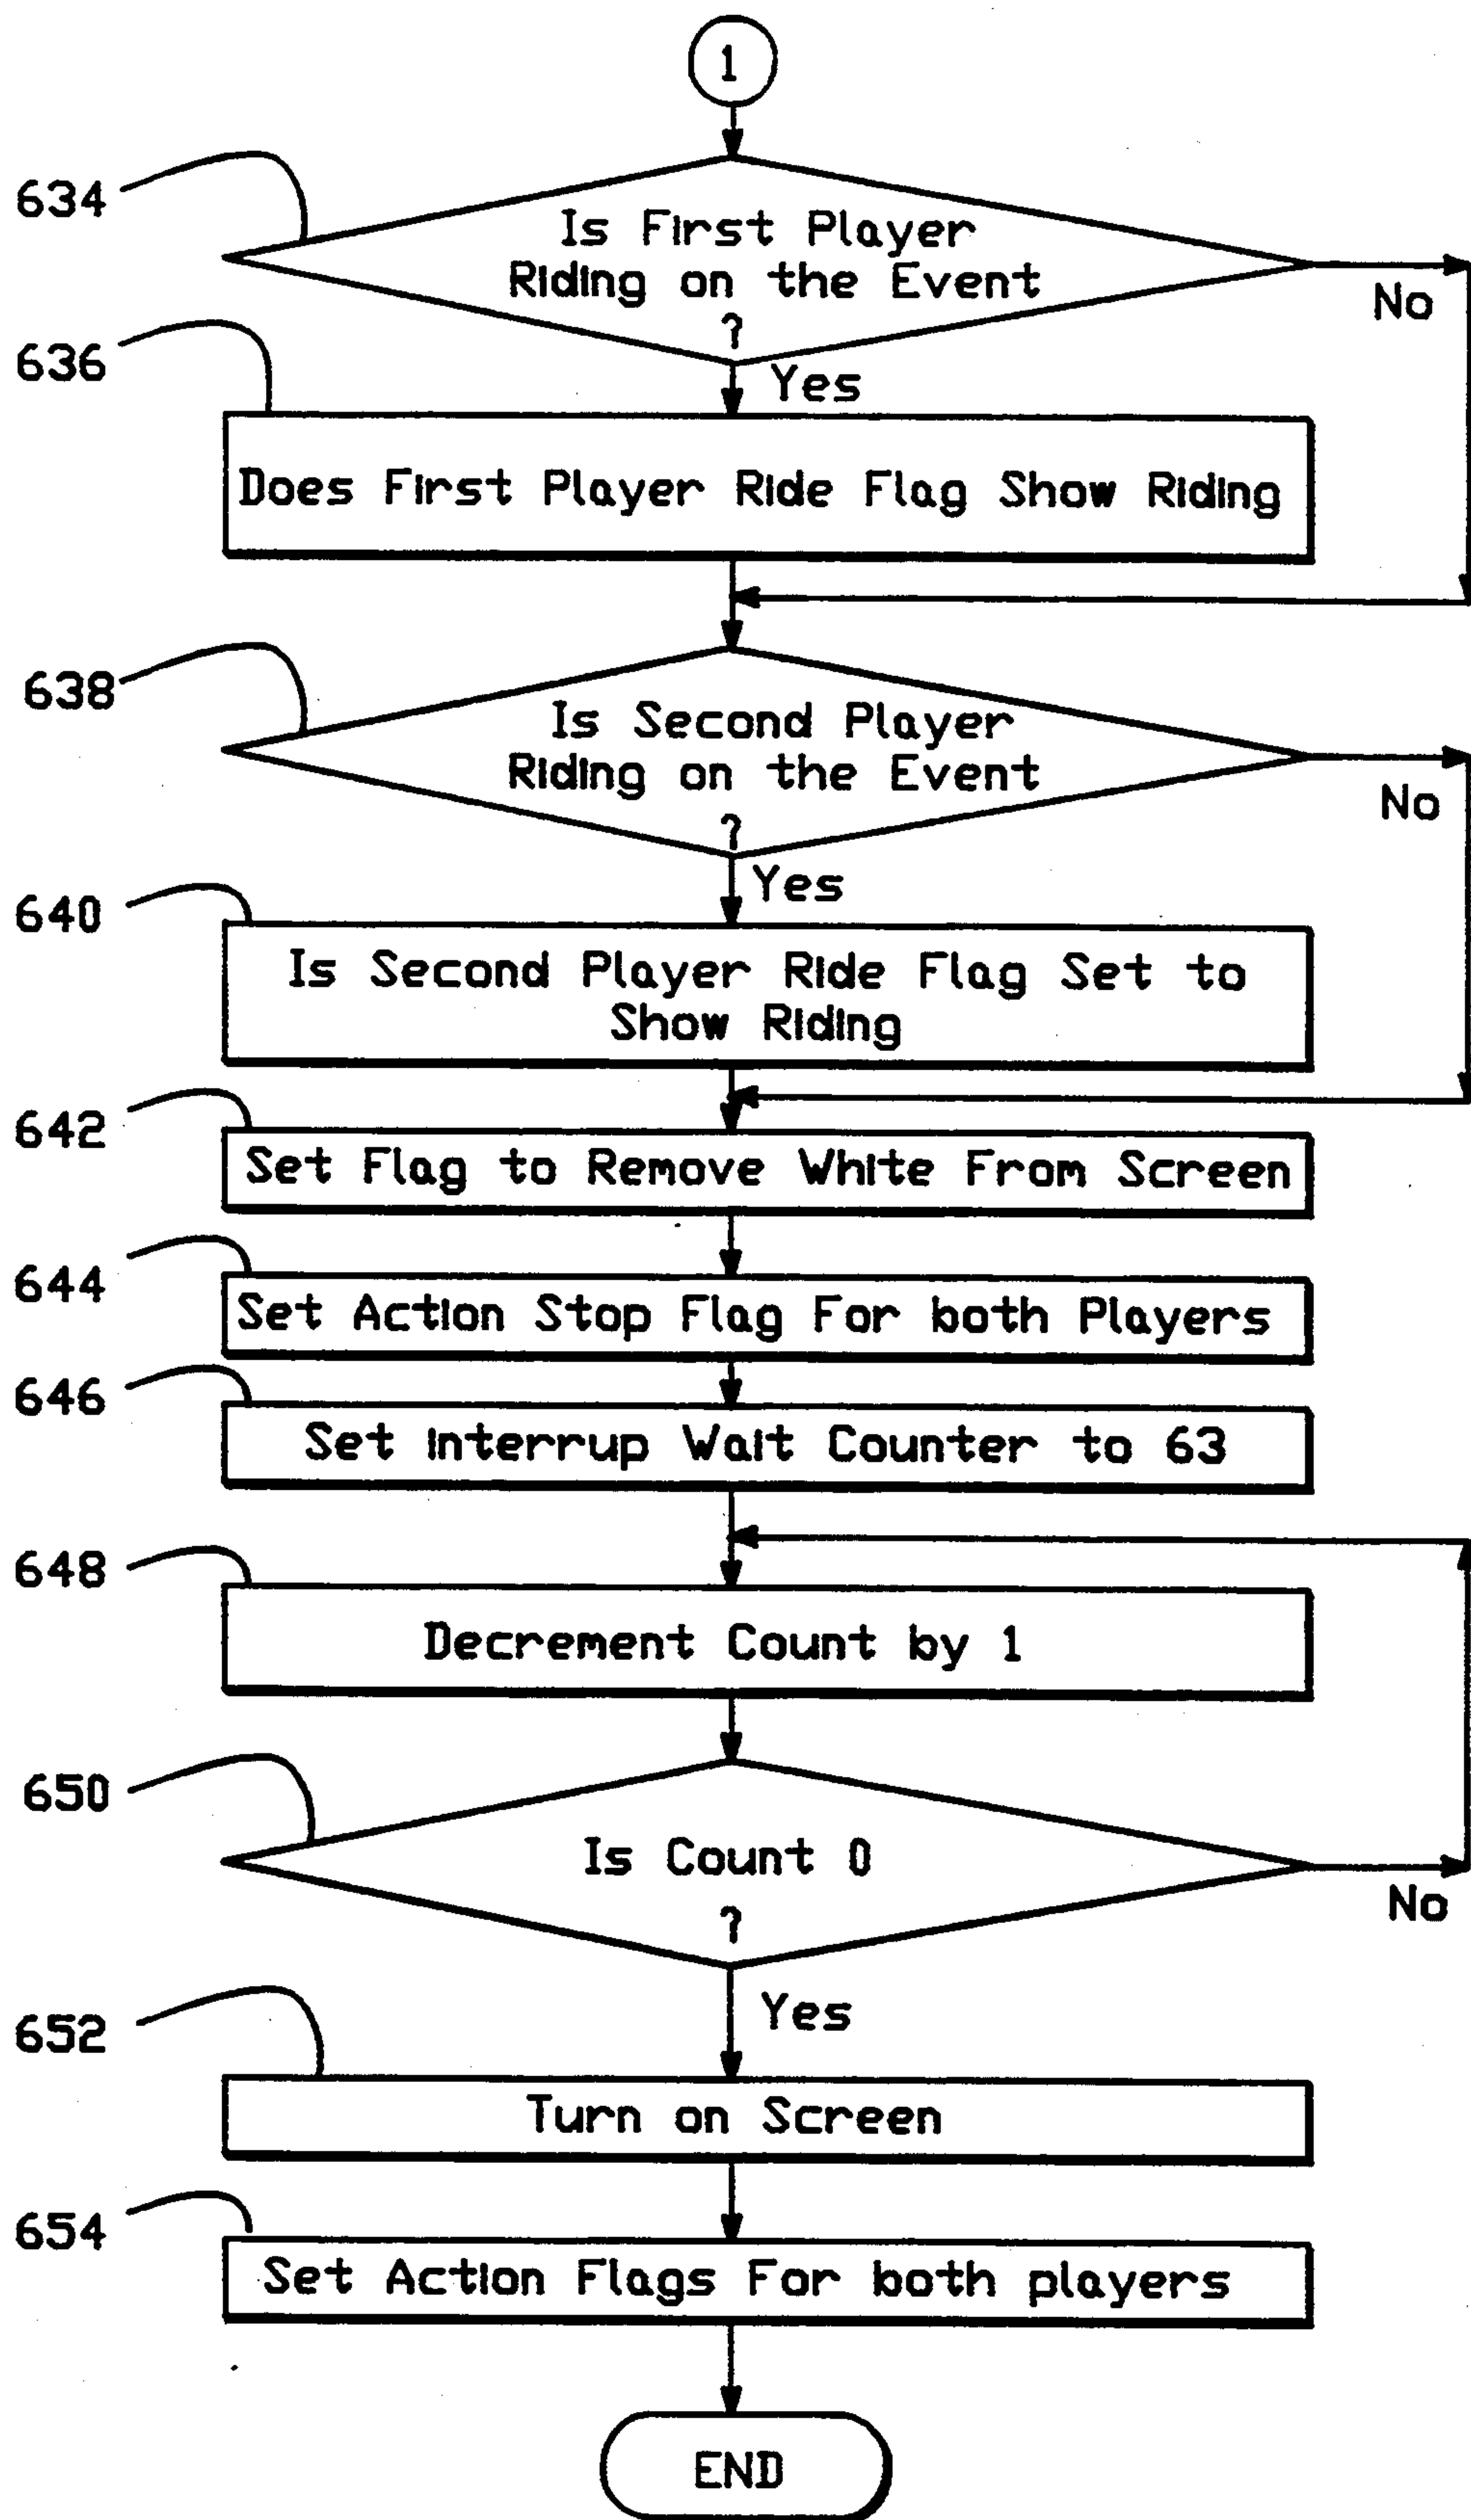 1
634
Is First Player
Riding on the Event
?
No
Yes
636
Does First Player Ride Flag Show Riding
638
Is Second Player
Riding on the Event
?
No
Yes
640
Is Second Player Ride Flag Set to
Show Riding
642
Set Flag to Remove White From Screen
644
Set Action Stop Flag For both Players
646
Set Interrup Wait Counter to 63
648
Decrement Count by 1
650
Is Count 0
?
No
Yes
652
Turn on Screen
654
Set Action Flags For both players
END